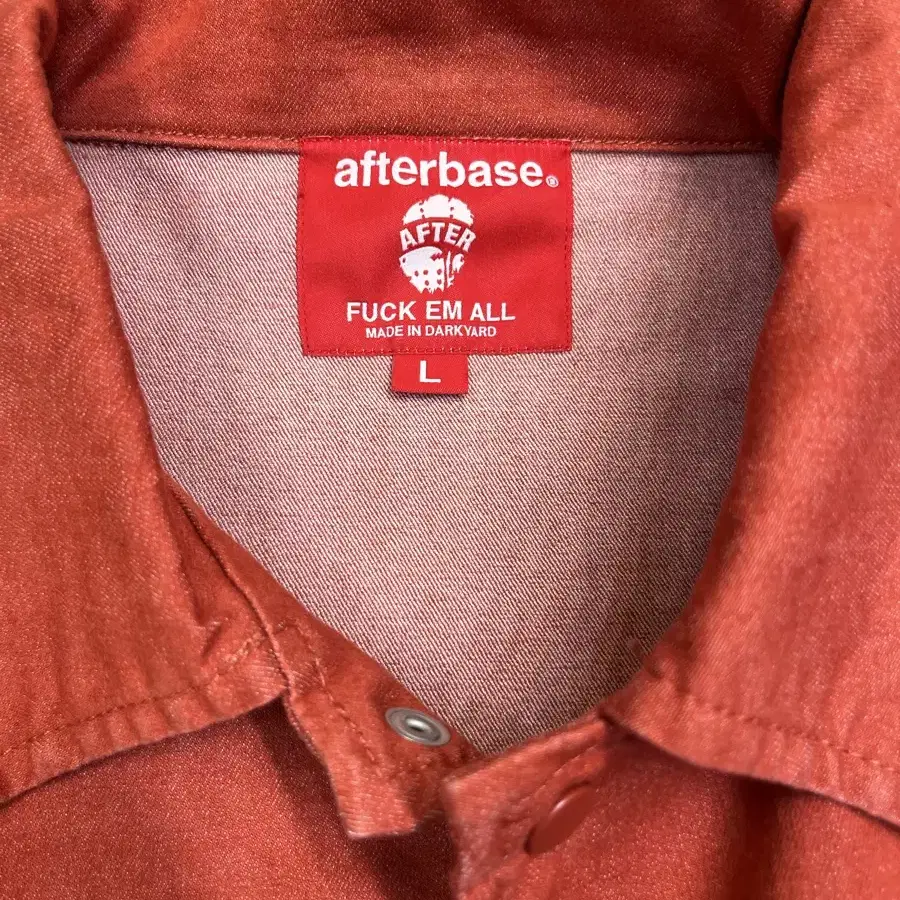 afterbase®
AFTER
FUCK EM ALL
MADE IN DARKYARD
L